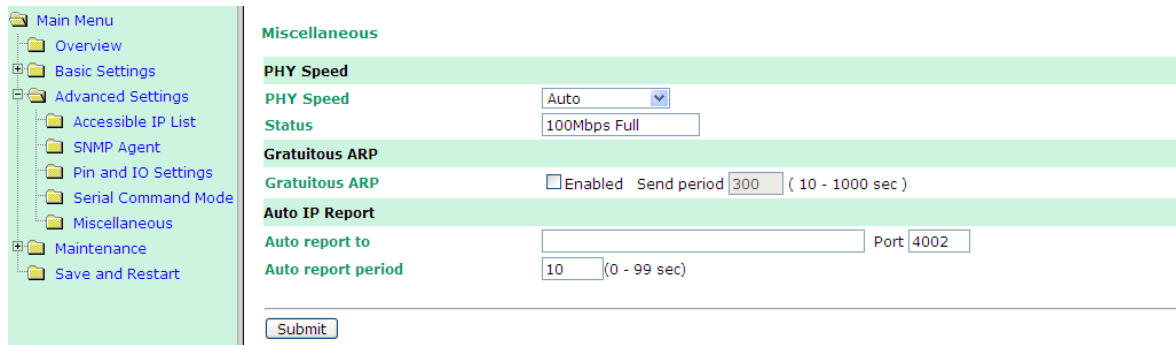 Main Menu
Overview
Basic Settings
Advanced Settings
Accessible IP List
SNMP Agent
Pin and IO Settings
Serial Command Mode
Miscellaneous
Maintenance
Save and Restart
Miscellaneous
PHY Speed
PHY Speed Auto
Status 100Mbps Full
Gratuitous ARP
Gratuitous ARP Enabled Send period 300 ( 10 - 1000 sec )
Auto IP Report
Auto report to Port 4002
Auto report period 10 (0 - 99 sec)
Submit